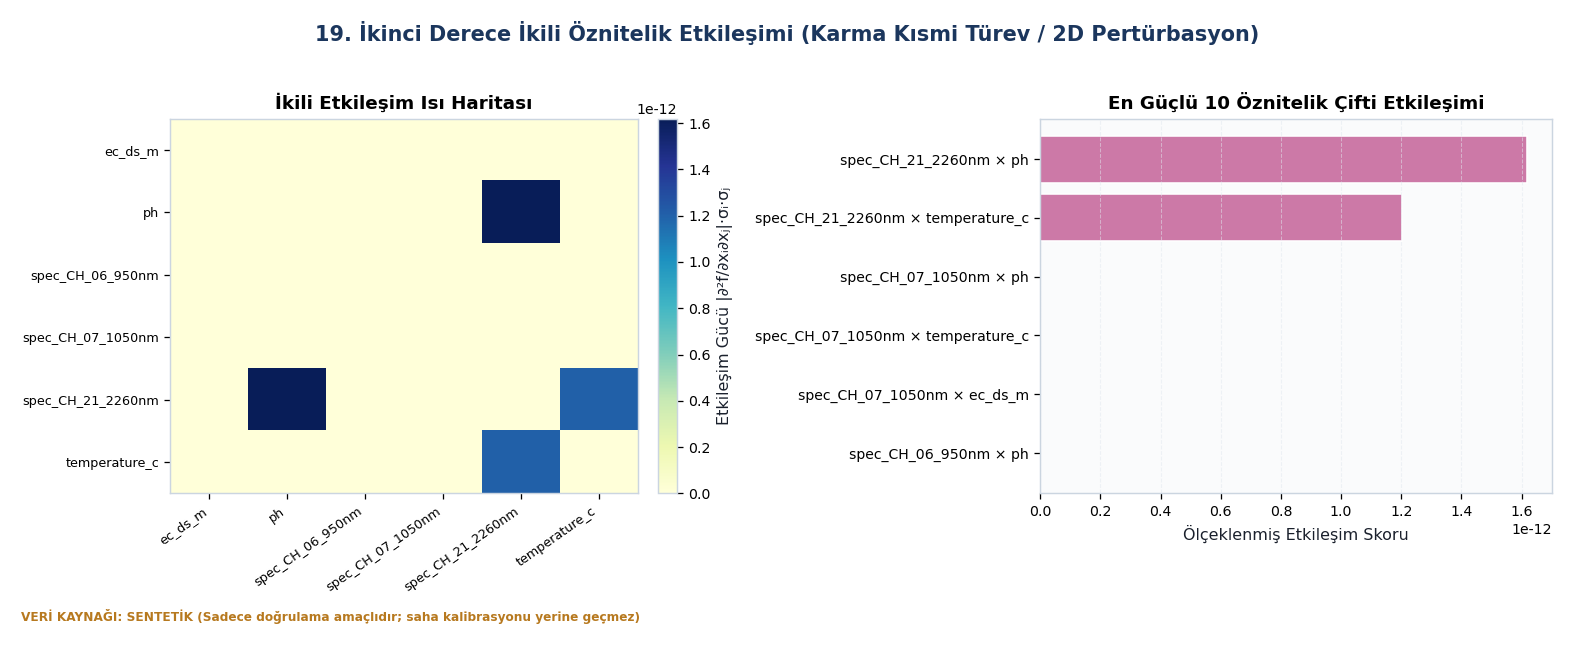 19. İkinci Derece İkili Öznitelik Etkileşimi (Karma Kısmi Türev / 2D Pertürbasyon)
İkili Etkileşim Isı Haritası
1e-12
ec_ds_m
ph
spec_CH_06_950nm
spec_CH_07_1050nm
spec_CH_21_2260nm
temperature_c
ec_ds_m
ph
spec_CH_06_950nm
spec_CH_07_1050nm
spec_CH_21_2260nm
temperature_c
1.6
1.4
1.2
1.0
0.8
0.6
0.4
0.2
0.0
Etkileşim Gücü |∂²f/∂xᵢ∂xⱼ|·σᵢ·σⱼ
En Güçlü 10 Öznitelik Çifti Etkileşimi
spec_CH_21_2260nm × ph
spec_CH_21_2260nm × temperature_c
spec_CH_07_1050nm × ph
spec_CH_07_1050nm × temperature_c
spec_CH_07_1050nm × ec_ds_m
spec_CH_06_950nm × ph
0.0 0.2 0.4 0.6 0.8 1.0 1.2 1.4 1.6
1e-12
Ölçeklenmiş Etkileşim Skoru
VERİ KAYNAĞI: SENTETİK (Sadece doğrulama amaçlıdır; saha kalibrasyonu yerine geçmez)